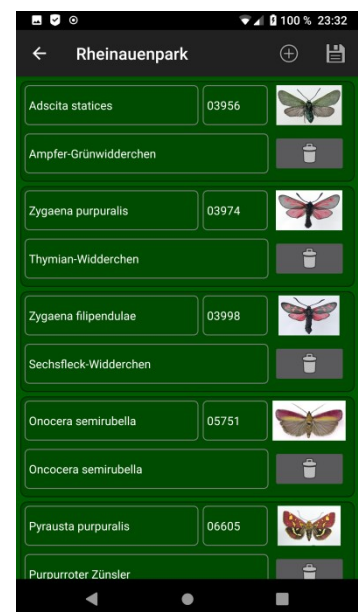 100 % 23:32
Rheinauenpark
Adscita statices 03956
Ampfer-Grünwidderchen
Zygaena purpuralis 03974
Thymian-Widderchen
Zygaena filipendulae 03998
Sechsfleck-Widderchen
Onocera semirubella 05751
Oncocera semirubella
Pyrausta purpuralis 06605
Purpurroter Zünsler